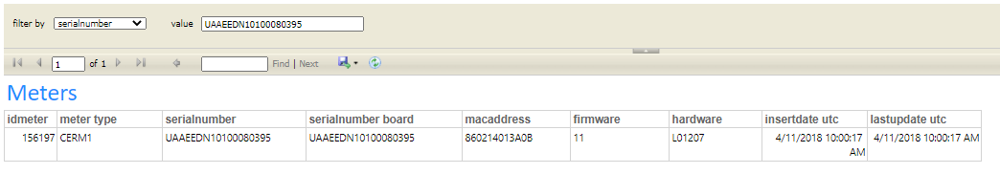 filter by serialnumber value UAAEEDN10100080395
1 of 1 Find | Next
Meters
idmeter meter type serialnumber serialnumber board macaddress firmware hardware insertdate utc lastupdate utc
156197 CERM1 UAAEEDN10100080395 UAAEEDN10100080395 860214013A0B 11 L01207 4/11/2018 10:00:17 4/11/2018 10:00:17 AM
AM